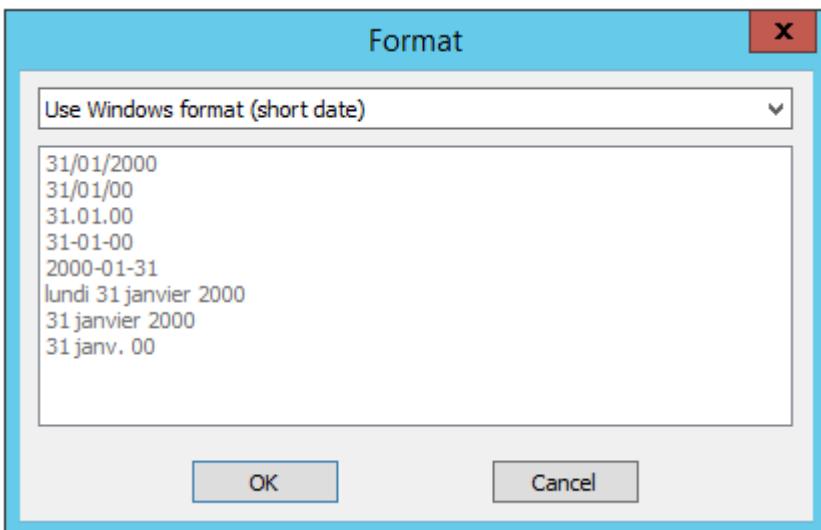 Format
x
Use Windows format (short date)
31/01/2000
31/01/00
31.01.00
31-01-00
2000-01-31
lundi 31 janvier 2000
31 janvier 2000
31 janv. 00
OK
Cancel